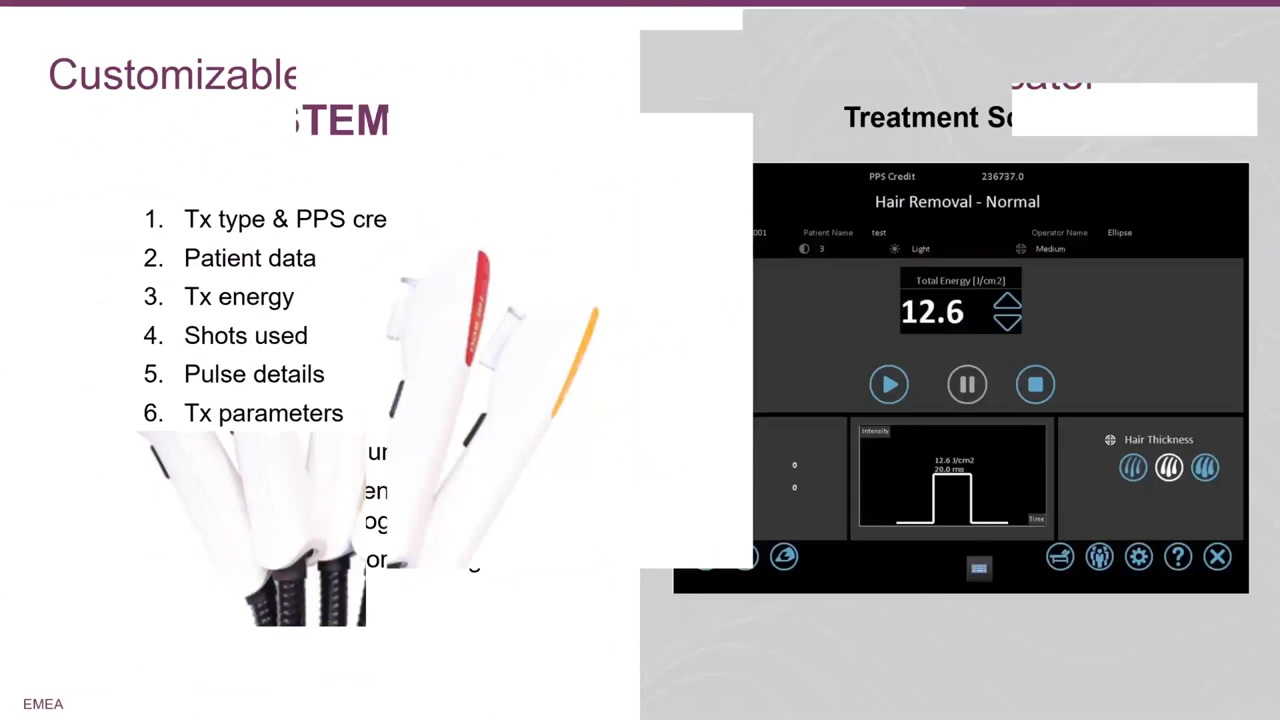 Customizable
STEM
1. Tx type & PPS cre
2. Patient data
3. Tx energy
4. Shots used
5. Pulse details
6. Tx parameters
EMEA
Treatment
PPS Credit 236737.0
Hair Removal - Normal
001 Patient Name test Operator Name Ellipse
3 Light Medium
Total Energy [J/cm2]
12.6
Intensity
12.6 J/cm2
20.0 ms
Time
0
0
Hair Thickness